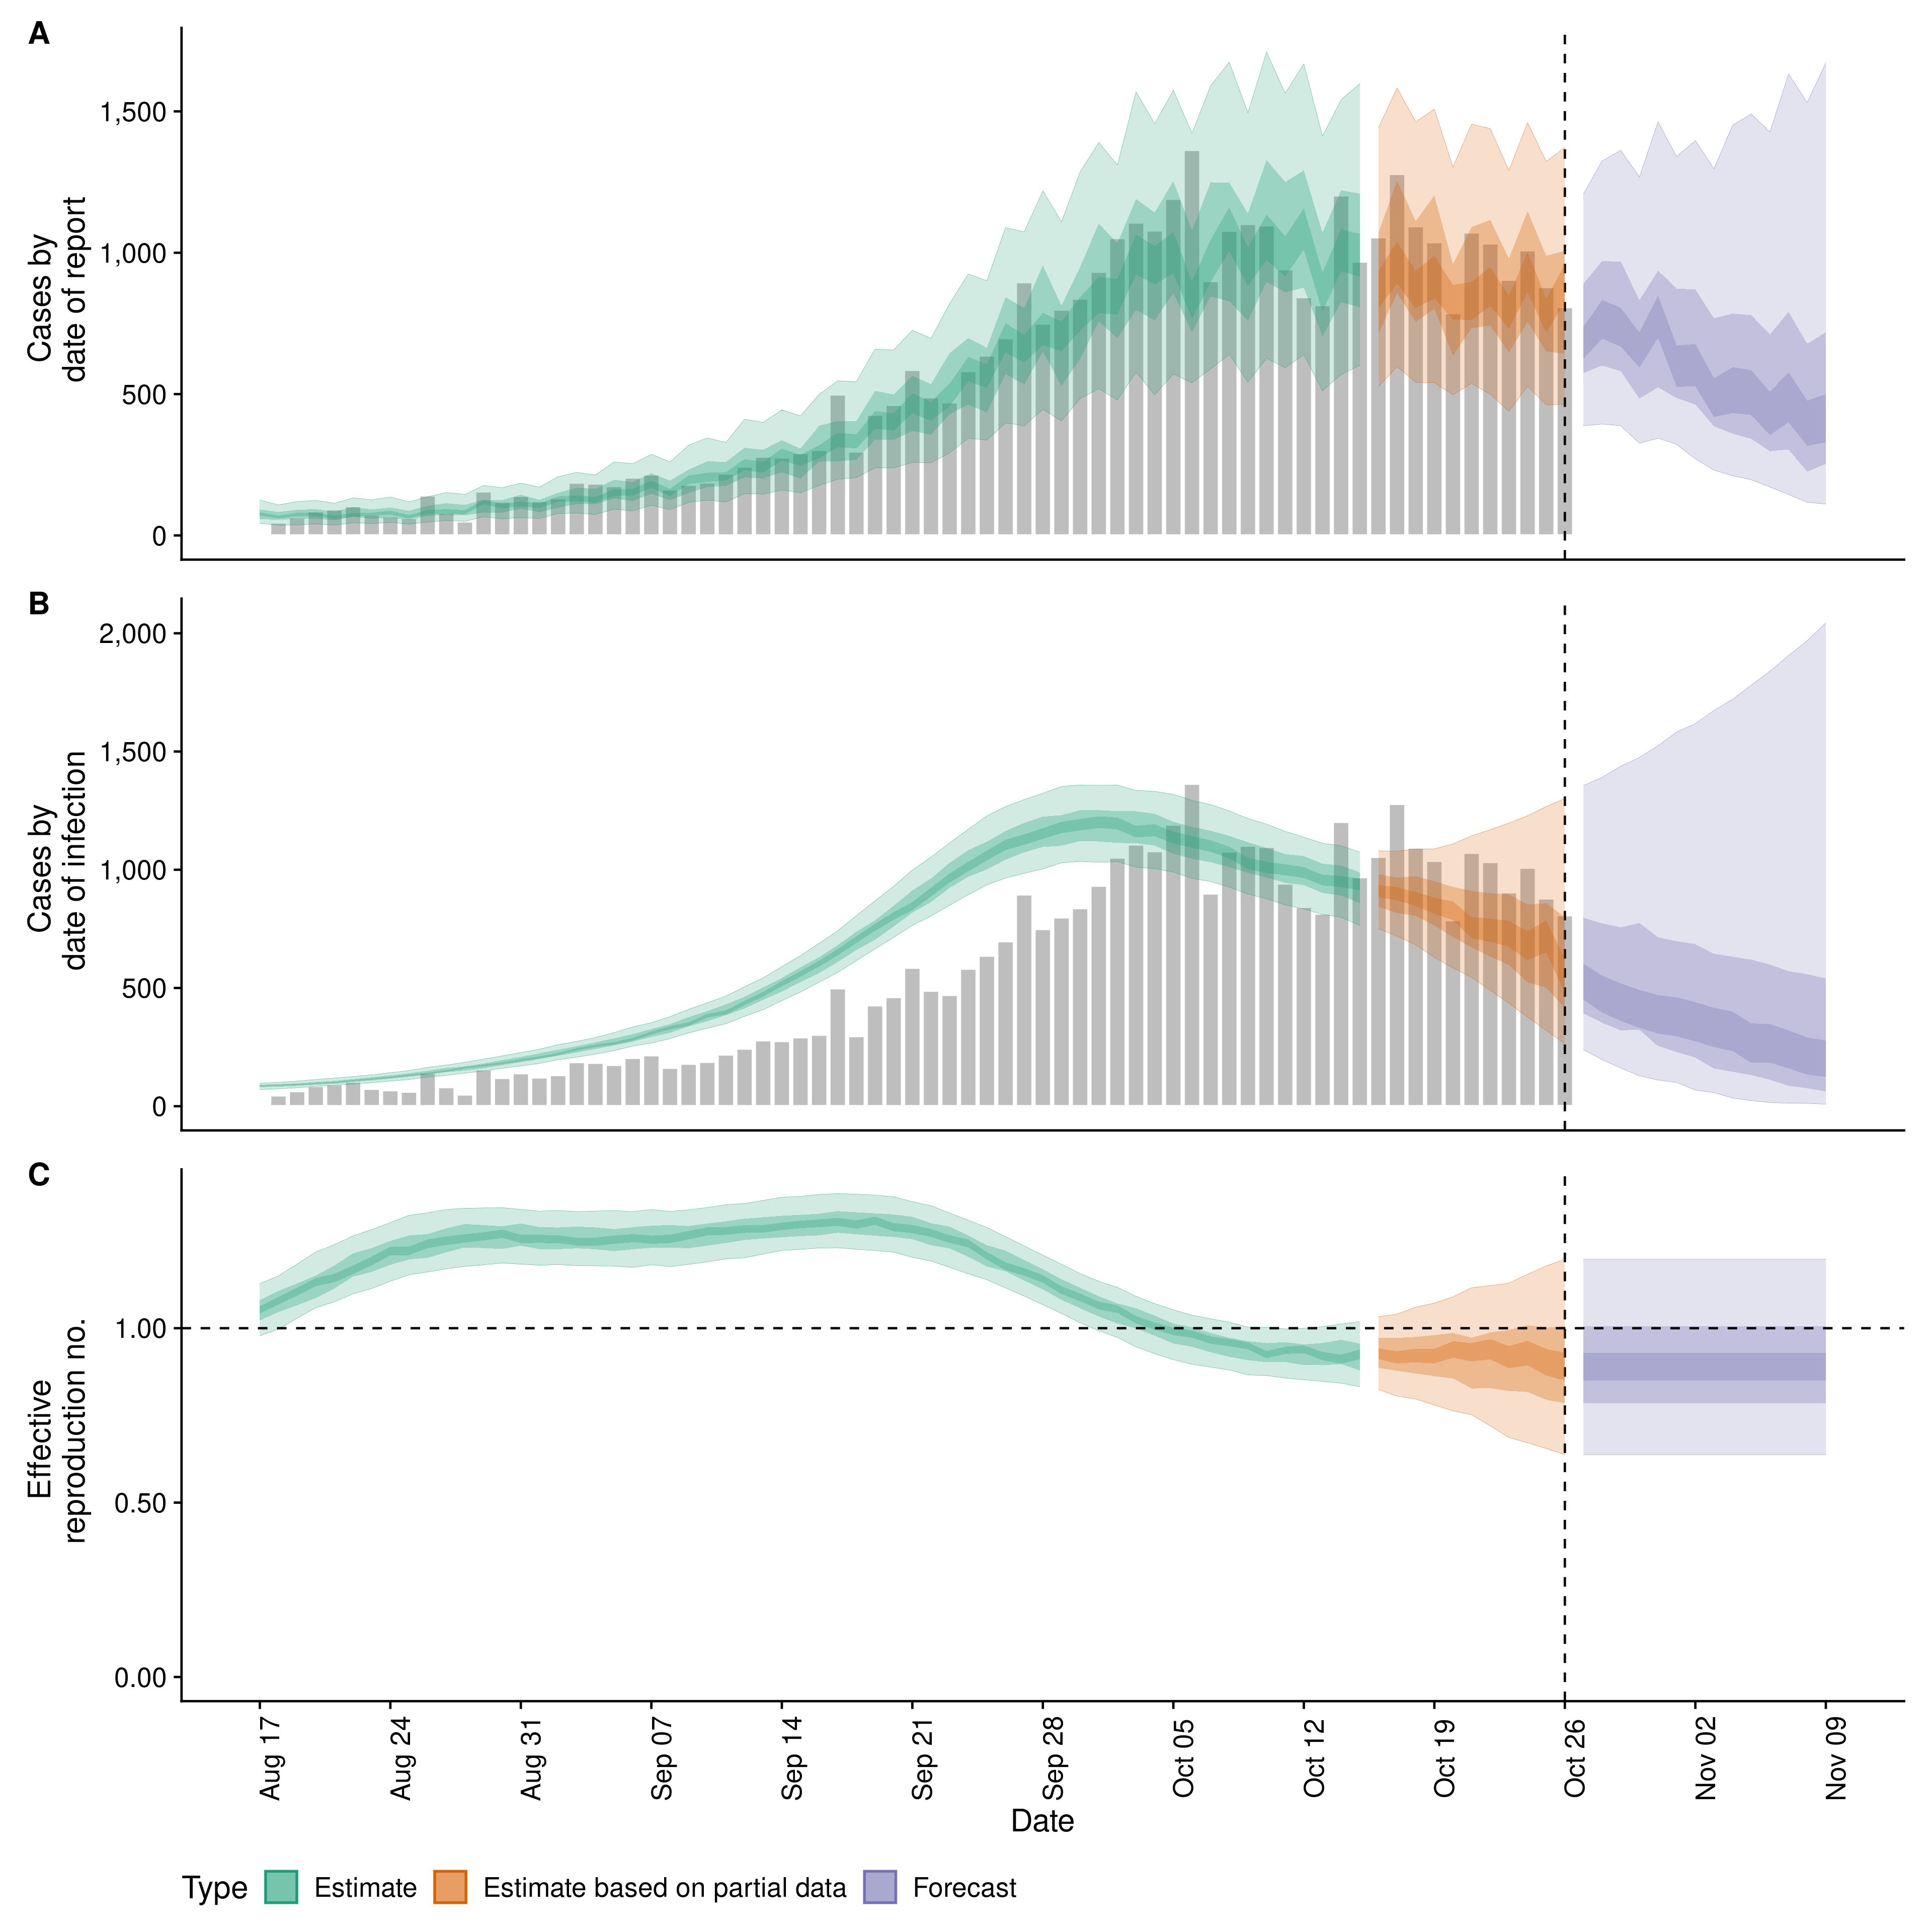 A
Cases by
date of report
1,500
1,000
500
0
B
Cases by
date of infection
2,000
1,500
1,000
500
0
C
Effective
reproduction no.
1.00
0.50
0.00
Aug 17
Aug 24
Aug 31
Sep 07
Sep 14
Sep 21
Sep 28
Oct 05
Oct 12
Oct 19
Oct 26
Nov 02
Nov 09
Date
Type Estimate Estimate based on partial data Forecast